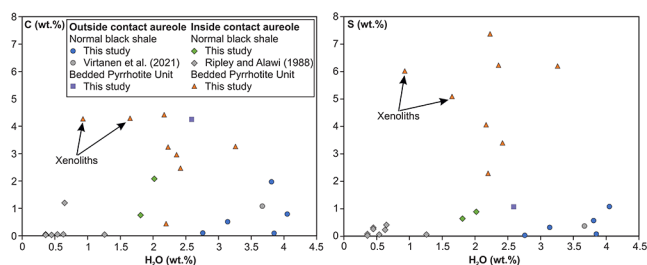 C (wt.%)
8
7
6
5
4
3
2
1
0
Outside contact aureole
Normal black shale
This study
Virtanen et al. (2021)
Bedded Pyrrhotite Unit
This study
Inside contact aureole
Normal black shale
This study
Ripley and Alawi (1988)
Bedded Pyrrhotite Unit
This study
Xenoliths
0 0.5 1 1.5 2 2.5 3 3.5 4 4.5
H₂O (wt.%)
S (wt.%)
8
7
6
5
4
3
2
1
0
Xenoliths
0 0.5 1 1.5 2 2.5 3 3.5 4 4.5
H₂O (wt.%)